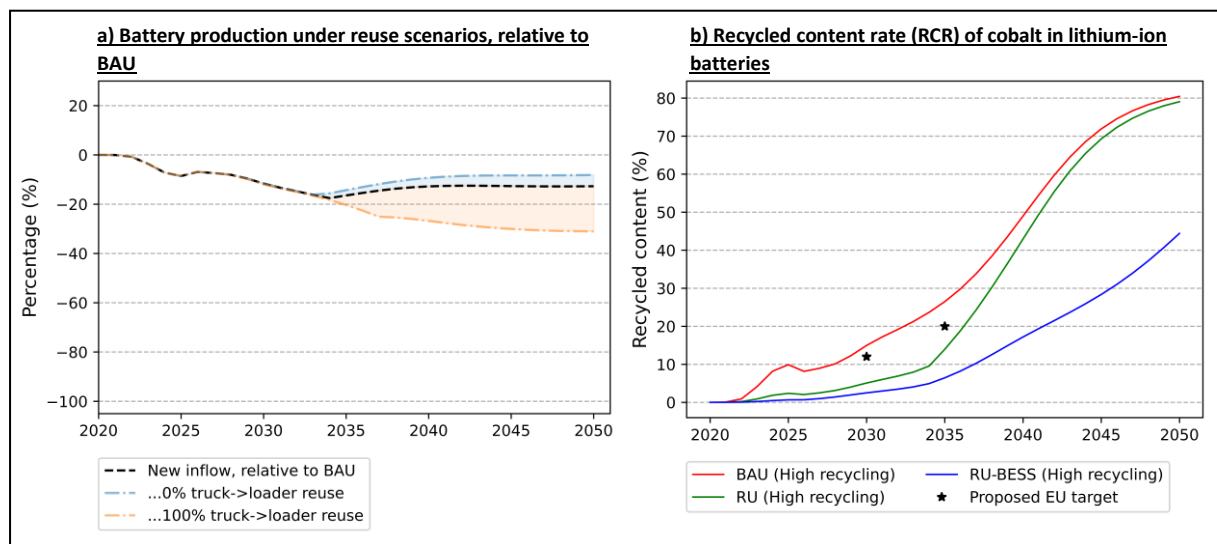 a) Battery production under reuse scenarios, relative to
BAU
Percentage (%)
20
0
−20
−40
−60
−80
−100
2020
2025
2030
2035
2040
2045
2050
New inflow, relative to BAU
...0% truck->loader reuse
...100% truck->loader reuse
b) Recycled content rate (RCR) of cobalt in lithium-ion
batteries
Recycled content (%)
80
70
60
50
40
30
20
10
0
2020
2025
2030
2035
2040
2045
2050
BAU (High recycling)
RU (High recycling)
RU-BESS (High recycling)
Proposed EU target